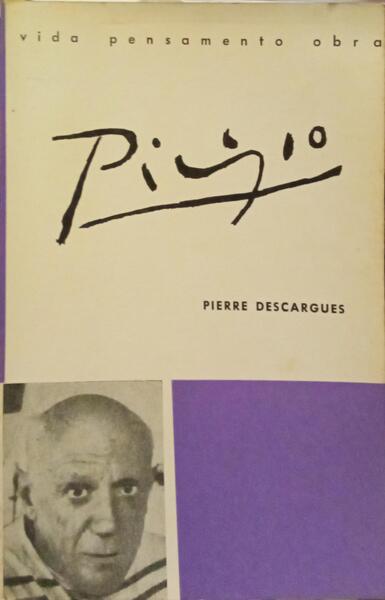 vida pensamento obra
Picasso
PIERRE DESCARGUES